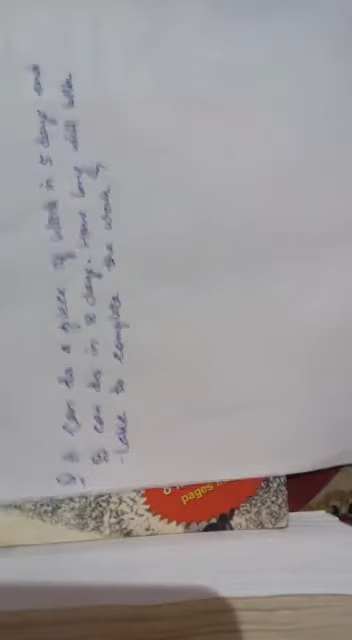 Q A can do a piece of work in 5 days and
B can do in 8 days. How long will
take to complete the work ?
pages